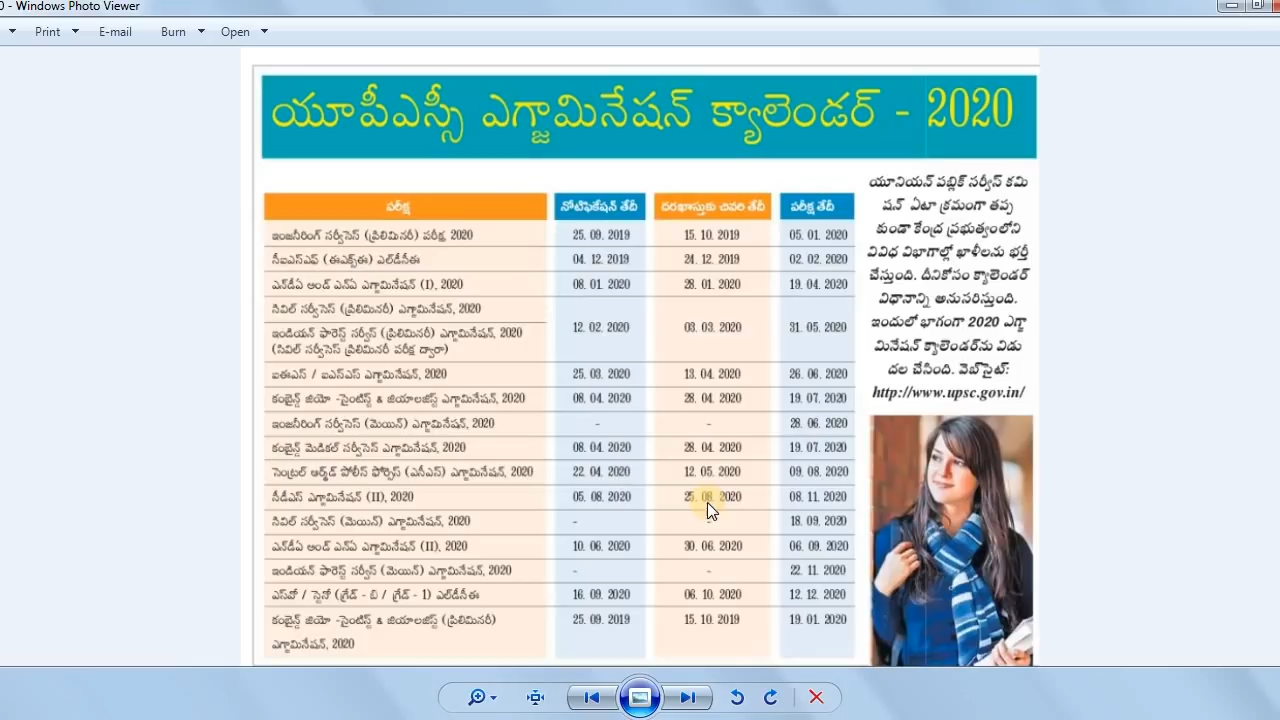 0 - Windows Photo Viewer
Print E-mail Burn Open
యూపీఎస్సీ ఎగ్జామినేషన్ క్యాలెండర్ - 2020
పరీక్ష నోటిఫికేషన్ తేదీ దరఖాస్తుకు చివరి తేదీ పరీక్ష తేదీ
ఇంజనీరింగ్ సర్వీసెస్ (ప్రిలిమినరీ) పరీక్ష, 2020 25. 09. 2019 15. 10. 2019 05. 01. 2020
సీఐఎస్ఎఫ్ (ఈఎక్స్ఈ) ఎల్‌డీసీఈ 04. 12. 2019 24. 12. 2019 02. 02. 2020
ఎన్‌డీఏ అండ్ ఎన్ఏ ఎగ్జామినేషన్ (I), 2020 08. 01. 2020 28. 01. 2020 19. 04. 2020
సివిల్ సర్వీసెస్ (ప్రిలిమినరీ) ఎగ్జామినేషన్, 2020
12. 02. 2020 03. 03. 2020 31. 05. 2020
ఇండియన్ ఫారెస్ట్ సర్వీస్ (ప్రిలిమినరీ) ఎగ్జామినేషన్, 2020
(సివిల్ సర్వీసెస్ ప్రిలిమినరీ పరీక్ష ద్వారా)
ఐఈఎస్ / ఐఎస్ఎస్ ఎగ్జామినేషన్, 2020 25. 03. 2020 13. 04. 2020 26. 06. 2020
కంబైన్డ్ జియో -సైంటిస్ట్ & జియాలజిస్ట్ ఎగ్జామినేషన్, 2020 08. 04. 2020 28. 04. 2020 19. 07. 2020
ఇంజనీరింగ్ సర్వీసెస్ (మెయిన్) ఎగ్జామినేషన్, 2020 - - 28. 06. 2020
కంబైన్డ్ మెడికల్ సర్వీసెస్ ఎగ్జామినేషన్, 2020 08. 04. 2020 28. 04. 2020 19. 07. 2020
సెంట్రల్ ఆర్మ్‌డ్ పోలీస్ ఫోర్సెస్ (ఎసీఎస్) ఎగ్జామినేషన్, 2020 22. 04. 2020 12. 05. 2020 09. 08. 2020
సీడీఎస్ ఎగ్జామినేషన్ (II), 2020 05. 08. 2020 25. 08. 2020 08. 11. 2020
సివిల్ సర్వీసెస్ (మెయిన్) ఎగ్జామినేషన్, 2020 - - 18. 09. 2020
ఎన్‌డీఏ అండ్ ఎన్ఏ ఎగ్జామినేషన్ (II), 2020 10. 06. 2020 30. 06. 2020 06. 09. 2020
ఇండియన్ ఫారెస్ట్ సర్వీస్ (మెయిన్) ఎగ్జామినేషన్, 2020 - - 22. 11. 2020
ఎస్‌వో / స్టెనో (గ్రేడ్ - బి / గ్రేడ్ - 1) ఎల్‌డీసీఈ 16. 09. 2020 06. 10. 2020 12. 12. 2020
కంబైన్డ్ జియో -సైంటిస్ట్ & జియాలజిస్ట్ (ప్రిలిమినరీ) 25. 09. 2019 15. 10. 2019 19. 01. 2020
ఎగ్జామినేషన్, 2020
యూనియన్ పబ్లిక్ సర్వీస్ కమి
షన్ ఏటా క్రమంగా తప్ప
కుండా కేంద్ర ప్రభుత్వంలోని
వివిధ విభాగాల్లో ఖాళీలను భర్తీ
చేస్తుంది. దీనికోసం క్యాలెండర్
విధానాన్ని అనుసరిస్తుంది.
ఇందులో భాగంగా 2020 ఎగ్జా
మినేషన్ క్యాలెండర్‌ను విడు
దల చేసింది. వెబ్‌సైట్:
http://www.upsc.gov.in/